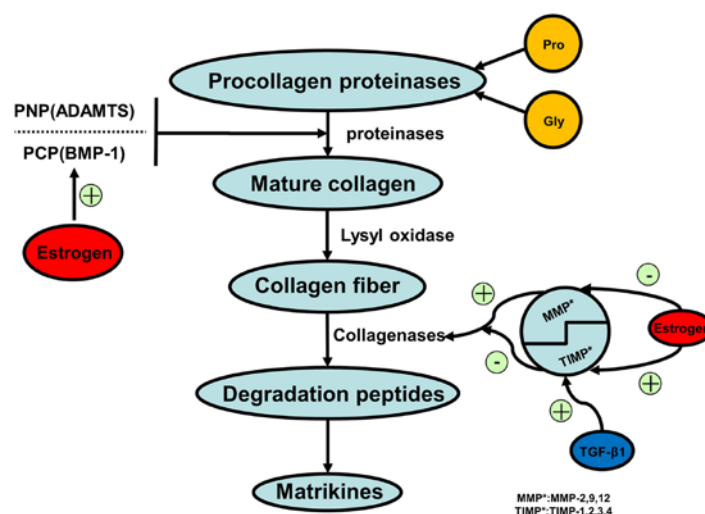 Pro
Procollagen proteinases
Gly
PNP(ADAMTS)
proteinases
PCP(BMP-1)
Mature collagen
+
Estrogen
Lysyl oxidase
Collagen fiber
+
-
MMP*
Estrogen
Collagenases
TIMP*
-
+
Degradation peptides
+
TGF-β1
Matrikines
MMP*:MMP-2,9,12
TIMP*:TIMP-1,2,3,4